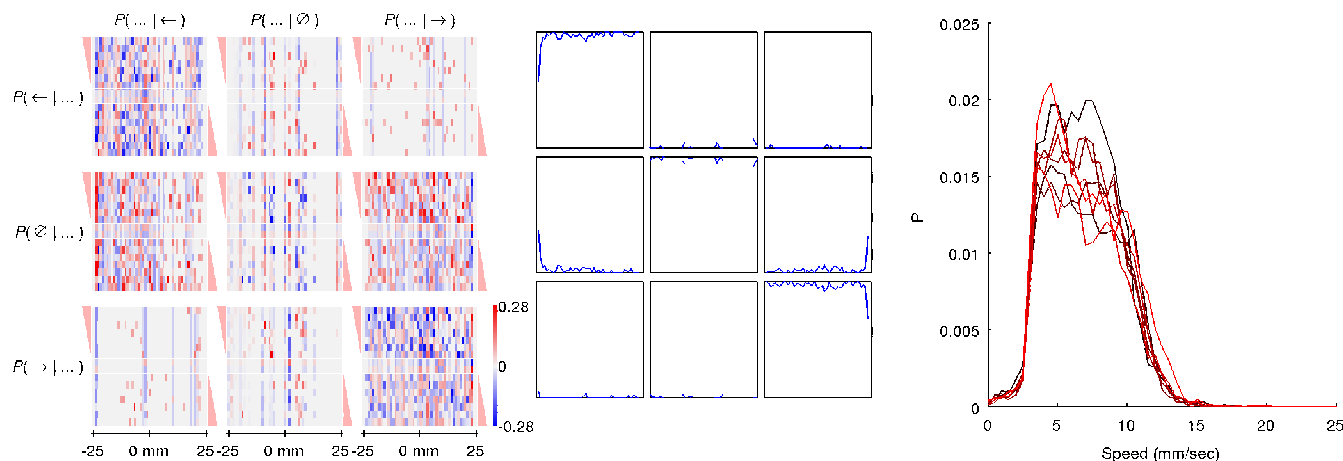 P( ... | ← ) P( ... | ∅ ) P( ... | → )
P( ← | ... )
P( ∅ | ... )
P( → | ... )
0.28
0
-0.28
-25 0 mm 25 -25 0 mm 25 -25 0 mm 25
0.025
0.02
0.015
0.01
0.005
0
P
0 5 10 15 20 25
Speed (mm/sec)